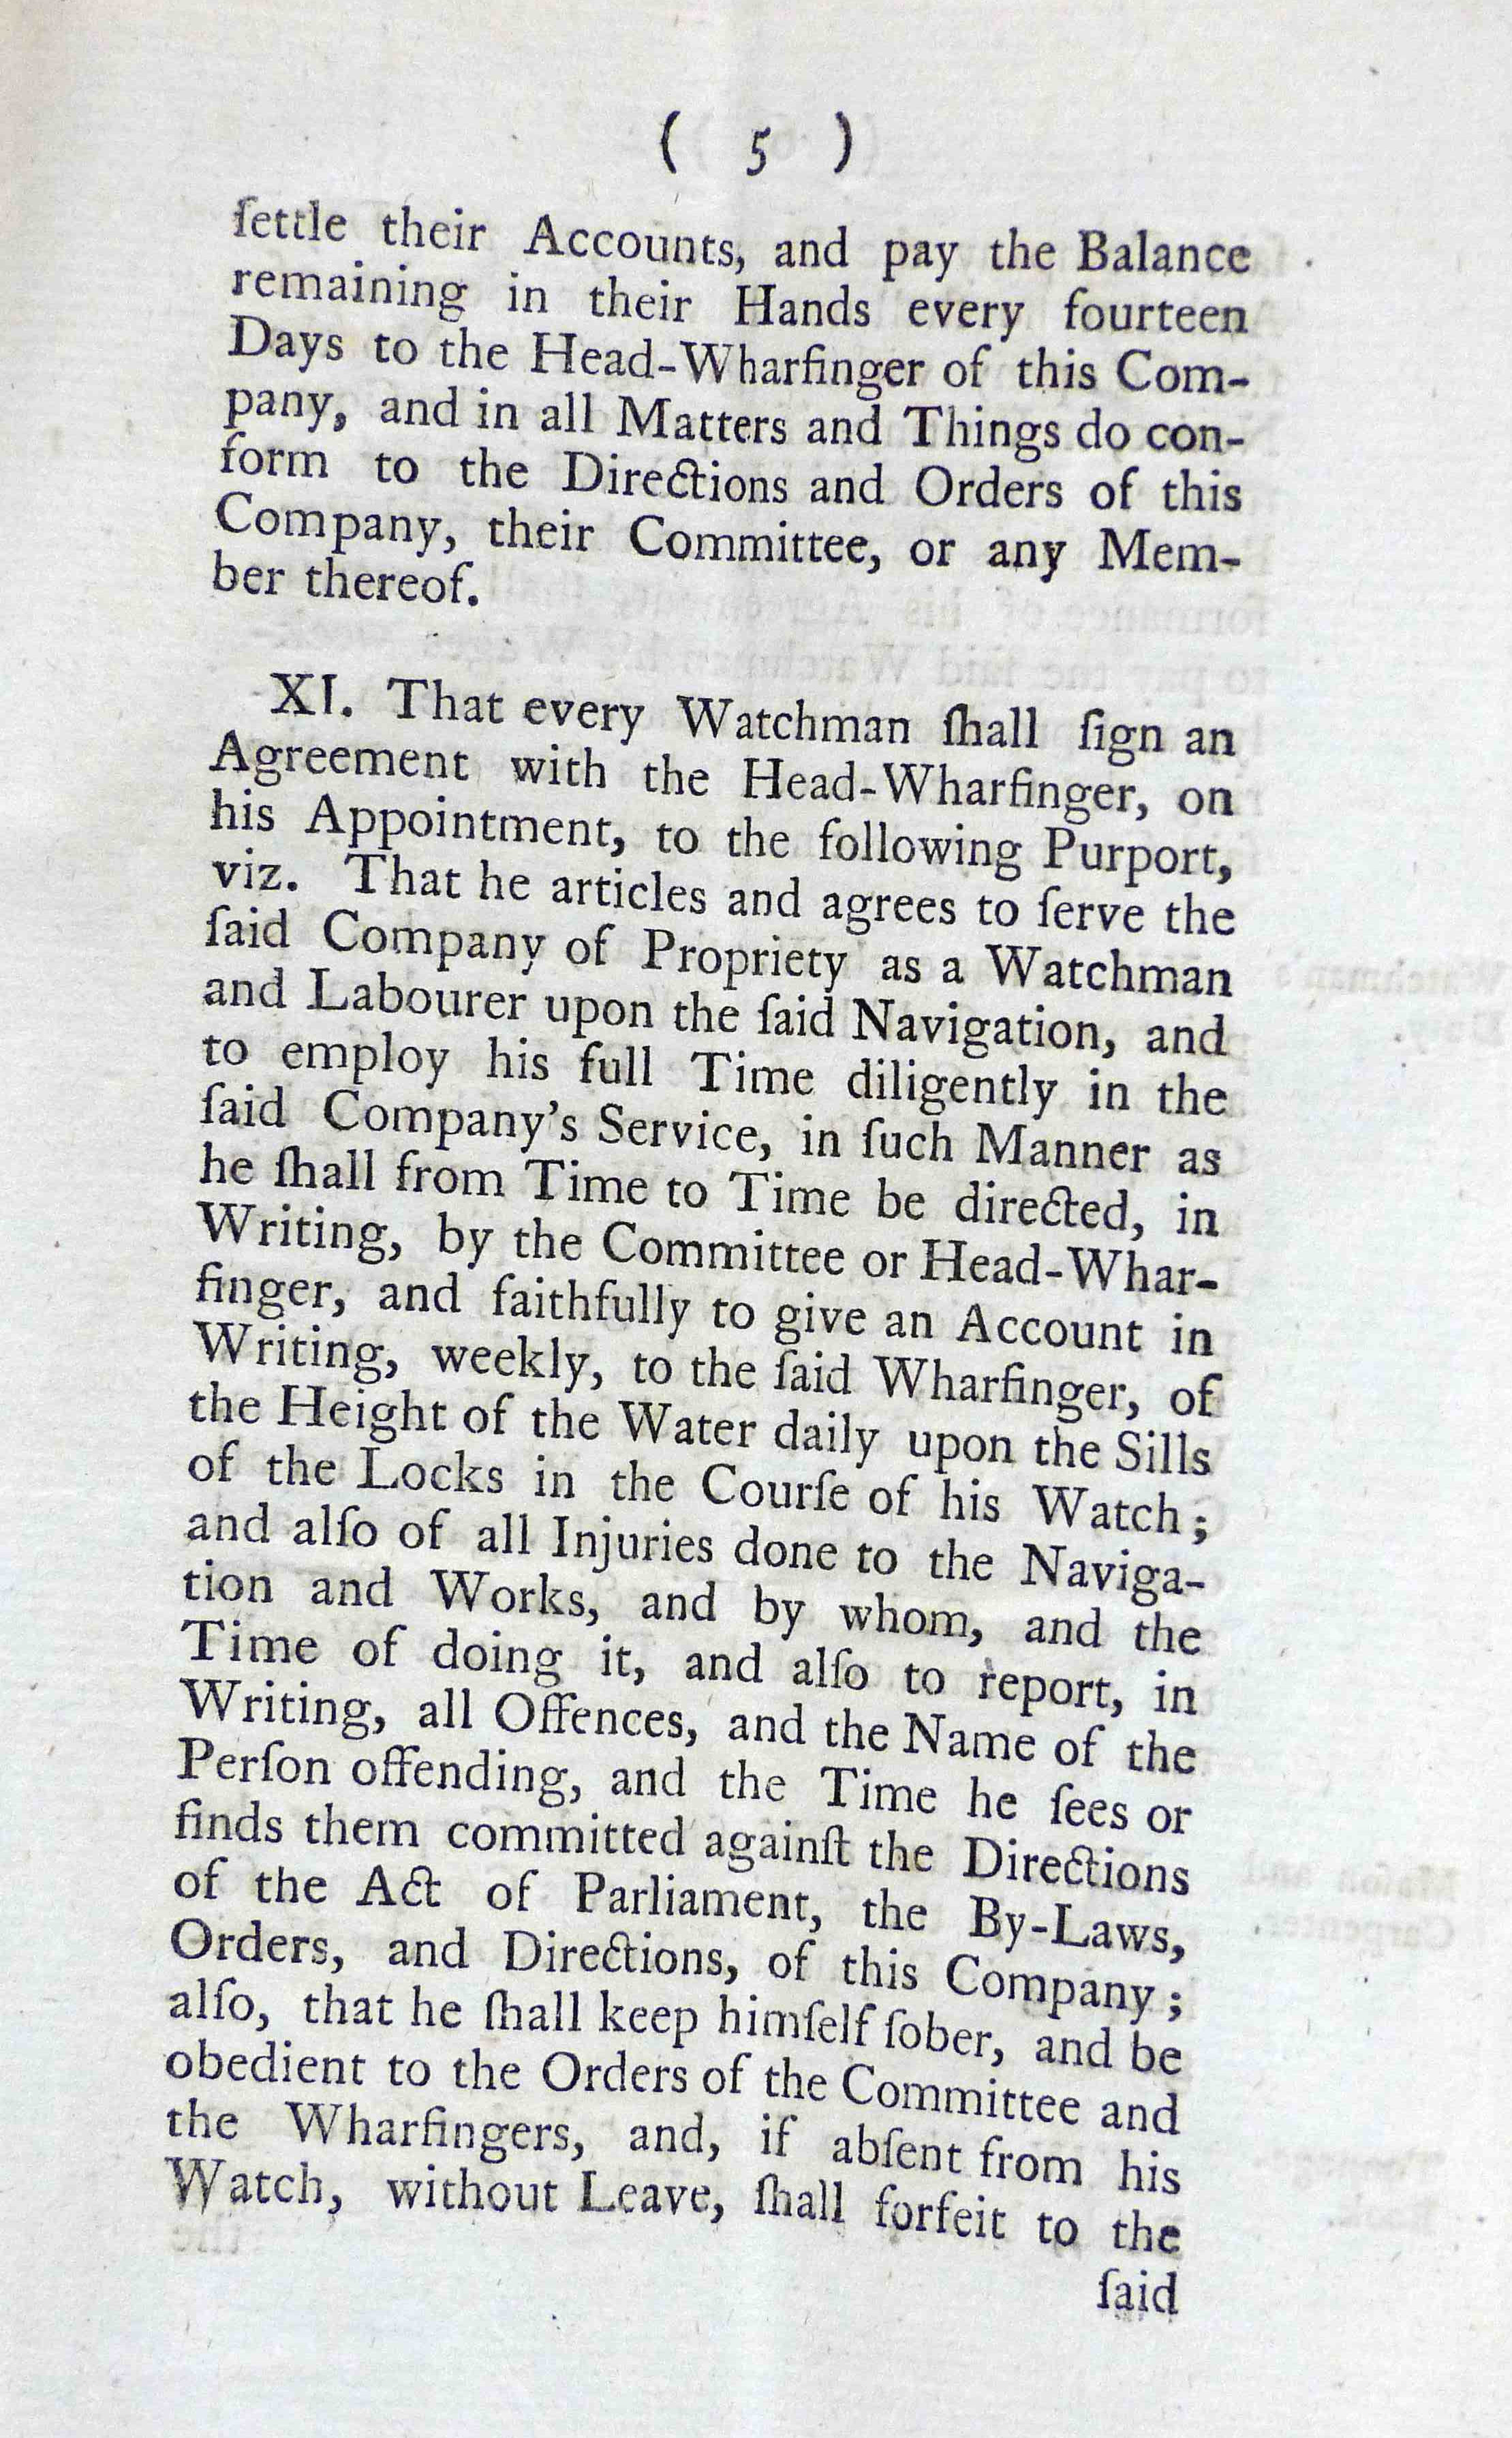 ( 5 )
ſettle their Accounts, and pay the Balance
remaining in their Hands every fourteen
Days to the Head-Wharfinger of this Com-
pany, and in all Matters and Things do con-
form to the Directions and Orders of this
Company, their Committee, or any Mem-
ber thereof.
XI. That every Watchman ſhall ſign an
Agreement with the Head-Wharfinger, on
his Appointment, to the following Purport,
viz. That he articles and agrees to ſerve the
ſaid Company of Propriety as a Watchman
and Labourer upon the ſaid Navigation, and
to employ his full Time diligently in the
ſaid Company's Service, in ſuch Manner as
he ſhall from Time to Time be directed, in
Writing, by the Committee or Head-Whar-
finger, and faithfully to give an Account in
Writing, weekly, to the ſaid Wharfinger, of
the Height of the Water daily upon the Sills
of the Locks in the Courſe of his Watch;
and alſo of all Injuries done to the Naviga-
tion and Works, and by whom, and the
Time of doing it, and alſo to report, in
Writing, all Offences, and the Name of the
Perſon offending, and the Time he ſees or
finds them committed againſt the Directions
of the Act of Parliament, the By-Laws,
Orders, and Directions, of this Company;
alſo, that he ſhall keep himſelf ſober, and be
obedient to the Orders of the Committee and
the Wharfingers, and, if abſent from his
Watch, without Leave, ſhall forfeit to the
ſaid